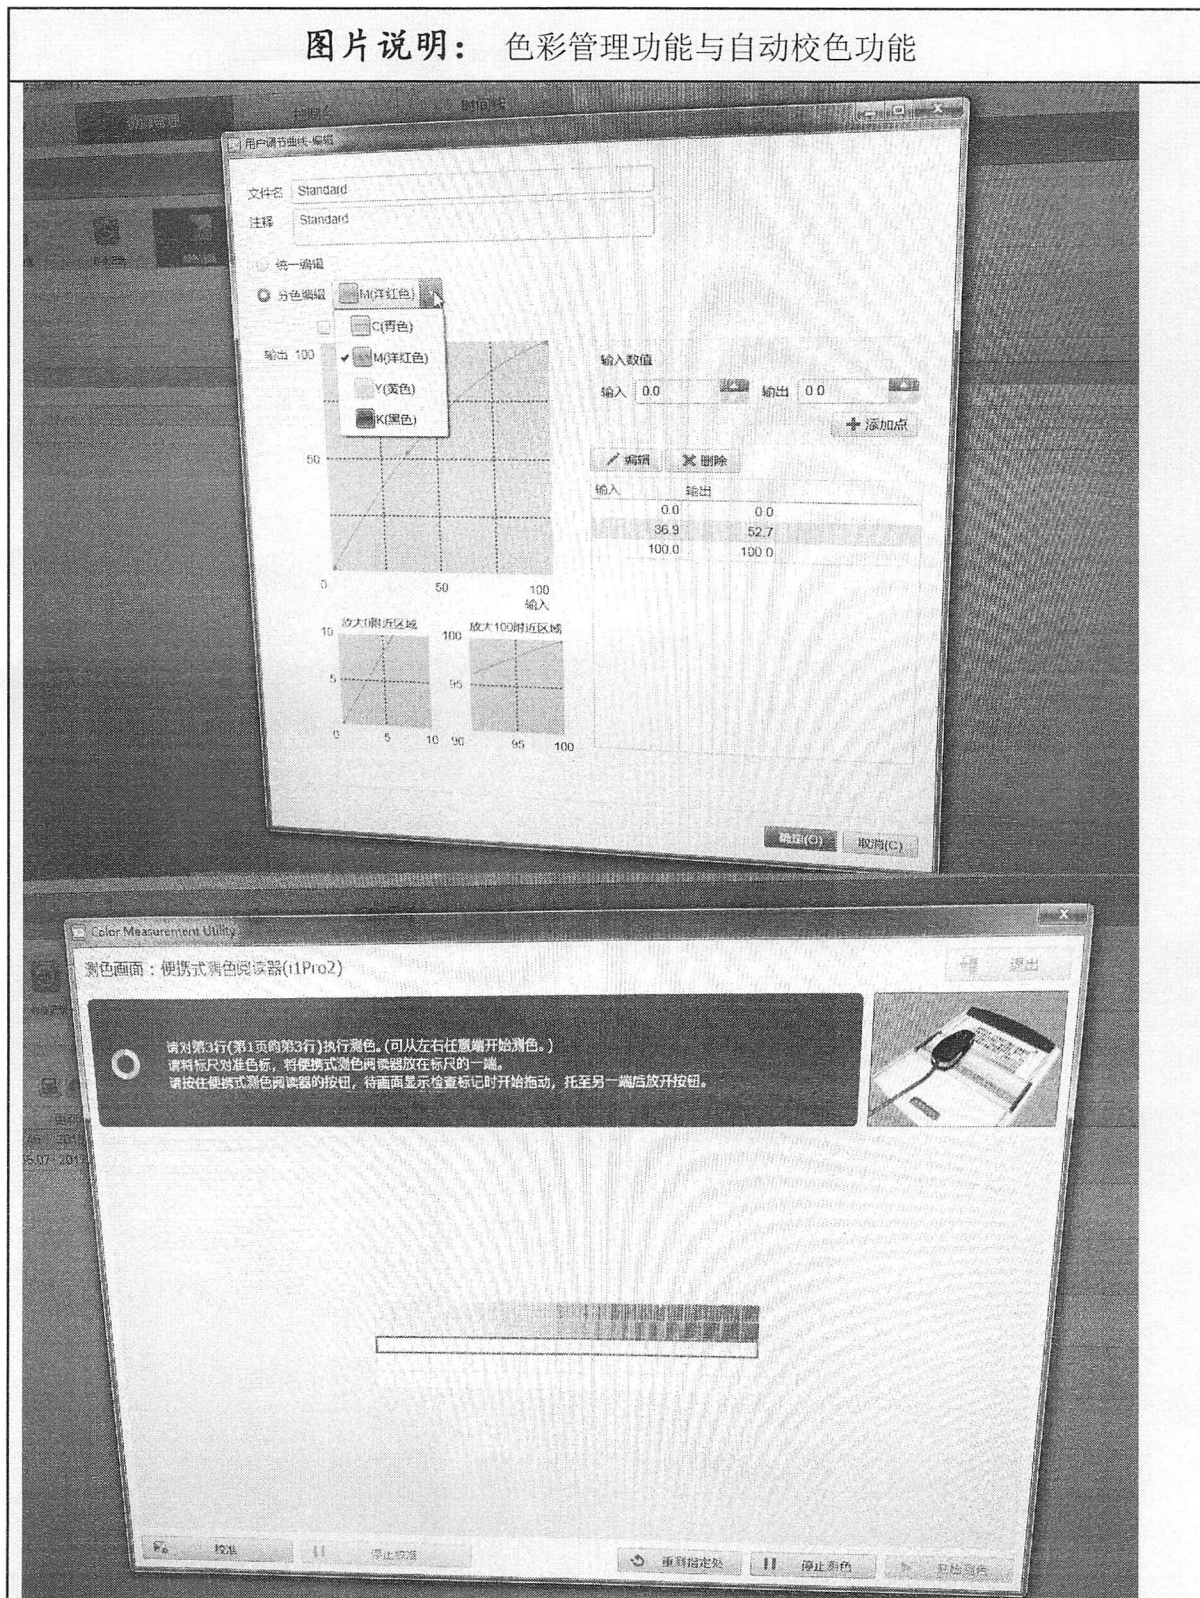 图片说明： 色彩管理功能与自动校色功能
时间线
用户调节曲线-编辑
文件名 Standard
注释 Standard
统一编辑
分色编辑 M(洋红色)
C(青色)
M(洋红色)
Y(黄色)
K(黑色)
输出 100
50
0 50 100
输入
输入数值
输入 0.0 输出 0.0
添加点
编辑 删除
输入 输出
0.0 0.0
36.9 52.7
100.0 100.0
放大0附近区域
10
5
0 5 10
放大100附近区域
100
95
90 95 100
确定(O) 取消(C)
Color Measurement Utility
测色画面：便携式测色阅读器(i1Pro2)
退出
请对第3行(第1页的第3行)执行测色。(可从左右任意端开始测色。)
请将标尺对准色标，将便携式测色阅读器放在标尺的一端。
请按住便携式测色阅读器的按钮，待画面显示检查标记时开始拖动，托至另一端后放开按钮。
校准 停止校准 重测指定处 停止测色 开始测色